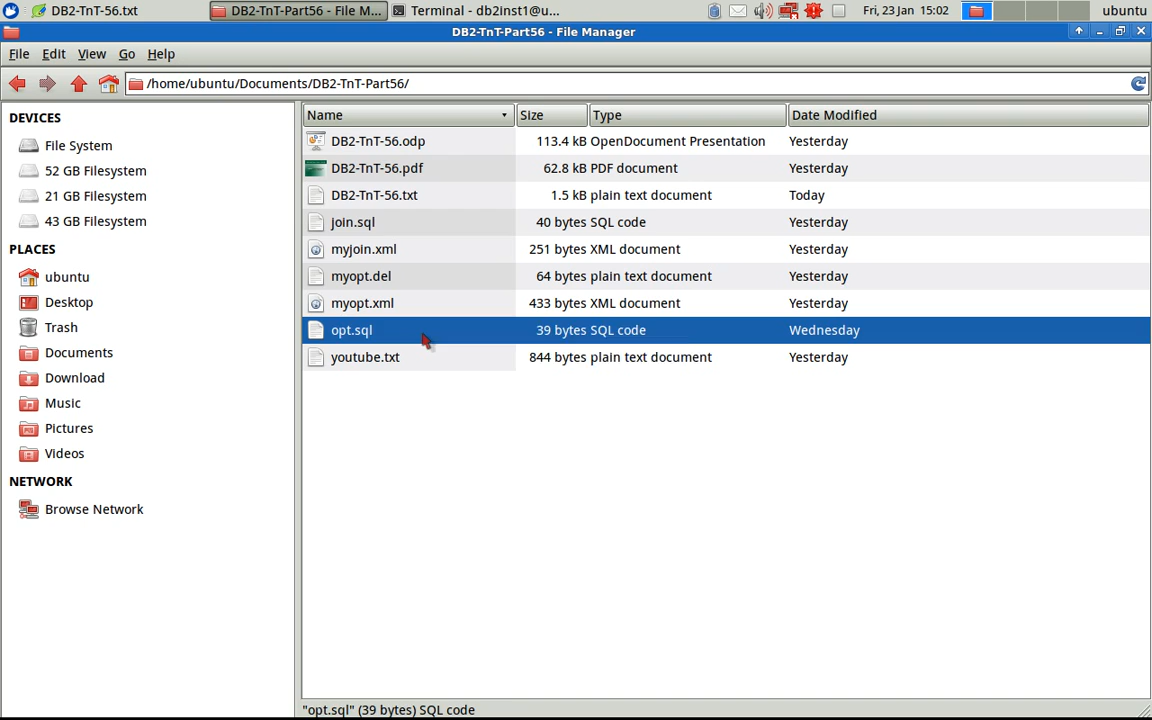 DB2-TnT-56.txt
DB2-TnT-Part56 - File M...
Terminal - db2inst1@u...
Fri, 23 Jan 15:02
ubuntu
DB2-TnT-Part56 - File Manager
File Edit View Go Help
/home/ubuntu/Documents/DB2-TnT-Part56/
DEVICES
File System
52 GB Filesystem
21 GB Filesystem
43 GB Filesystem
PLACES
ubuntu
Desktop
Trash
Documents
Download
Music
Pictures
Videos
NETWORK
Browse Network
Name Size Type Date Modified
DB2-TnT-56.odp 113.4 kB OpenDocument Presentation Yesterday
DB2-TnT-56.pdf 62.8 kB PDF document Yesterday
DB2-TnT-56.txt 1.5 kB plain text document Today
join.sql 40 bytes SQL code Yesterday
myjoin.xml 251 bytes XML document Yesterday
myopt.del 64 bytes plain text document Yesterday
myopt.xml 433 bytes XML document Yesterday
opt.sql 39 bytes SQL code Wednesday
youtube.txt 844 bytes plain text document Yesterday
"opt.sql" (39 bytes) SQL code